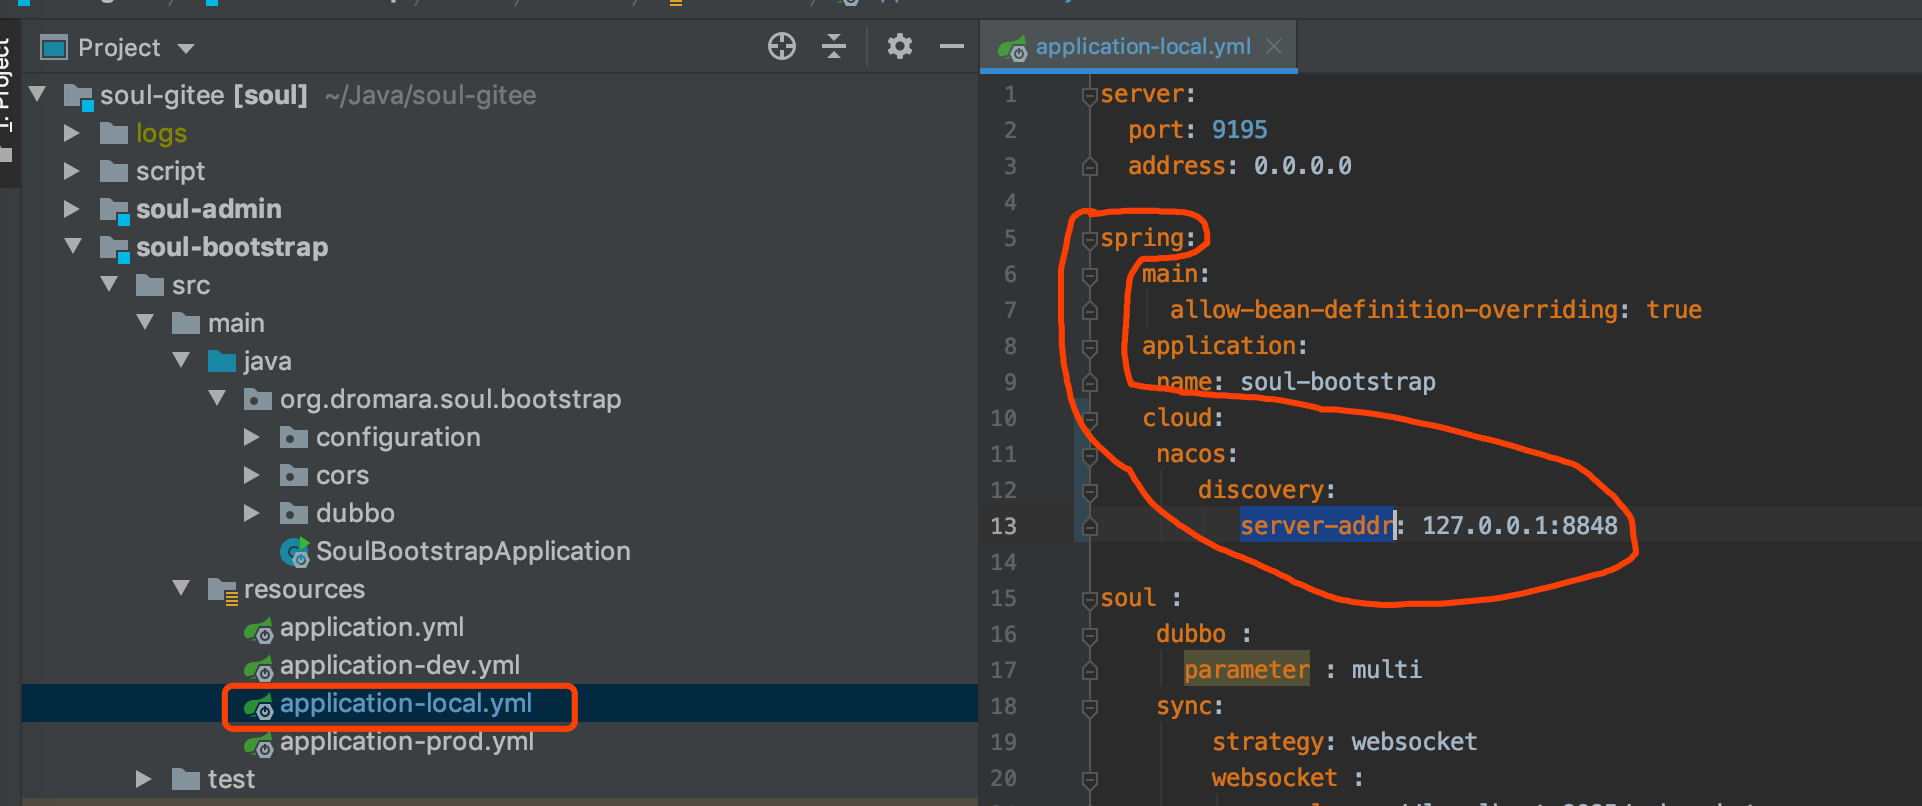 Project
application-local.yml
1: Project
soul-gitee [soul] ~/Java/soul-gitee
logs
script
soul-admin
soul-bootstrap
src
main
java
org.dromara.soul.bootstrap
configuration
cors
dubbo
SoulBootstrapApplication
resources
application.yml
application-dev.yml
application-local.yml
application-prod.yml
test
1 server:
2 port: 9195
3 address: 0.0.0.0
4
5 spring:
6 main:
7 allow-bean-definition-overriding: true
8 application:
9 name: soul-bootstrap
10 cloud:
11 nacos:
12 discovery:
13 server-addr: 127.0.0.1:8848
14
15 soul :
16 dubbo :
17 parameter : multi
18 sync:
19 strategy: websocket
20 websocket :